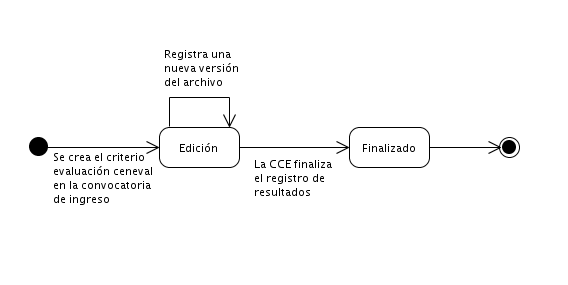 Registra una
nueva versión
del archivo
Edición
Finalizado
Se crea el criterio
evaluación ceneval
en la convocatoria
de ingreso
La CCE finaliza
el registro de
resultados